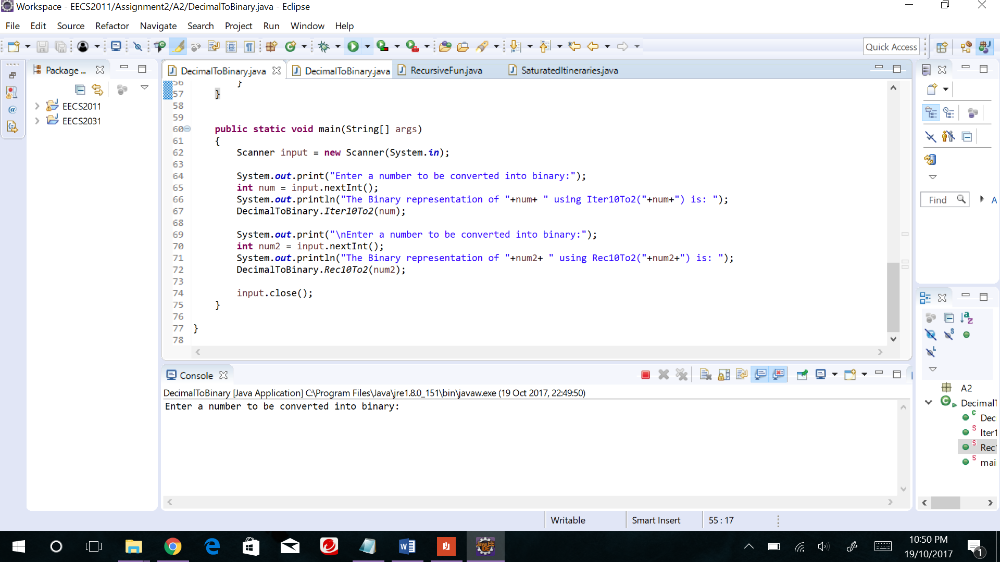 Workspace - EECS2011/Assignment2/A2/DecimalToBinary.java - Eclipse
File Edit Source Refactor Navigate Search Project Run Window Help
Quick Access
Package ...
EECS2011
EECS2031
DecimalToBinary.java
DecimalToBinary.java
RecursiveFun.java
SaturatedItineraries.java
56 }
57 }
58
59
60 public static void main(String[] args)
61 {
62 Scanner input = new Scanner(System.in);
63
64 System.out.print("Enter a number to be converted into binary:");
65 int num = input.nextInt();
66 System.out.println("The Binary representation of "+num+ " using Iter10To2("+num+") is: ");
67 DecimalToBinary.Iter10To2(num);
68
69 System.out.print("\nEnter a number to be converted into binary:");
70 int num2 = input.nextInt();
71 System.out.println("The Binary representation of "+num2+ " using Rec10To2("+num2+") is: ");
72 DecimalToBinary.Rec10To2(num2);
73
74 input.close();
75 }
76
77 }
78
Find
A
A2
DecimalT
Dec
Iter1
Rec
mai
Console
DecimalToBinary [Java Application] C:\Program Files\Java\jre1.8.0_151\bin\javaw.exe (19 Oct 2017, 22:49:50)
Enter a number to be converted into binary:
Writable
Smart Insert
55 : 17
Java EE
IDE
10:50 PM
19/10/2017
1